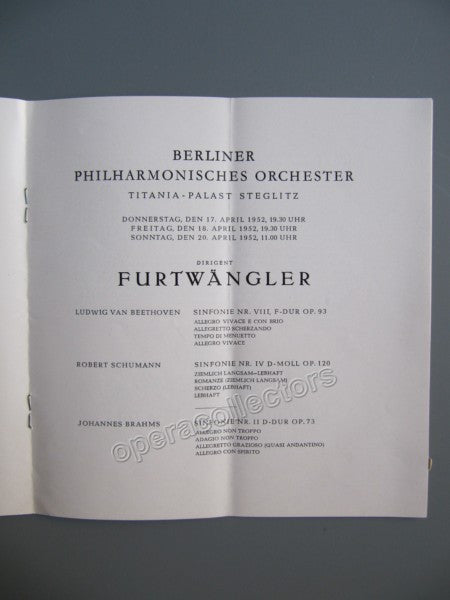 BERLINER
PHILHARMONISCHES ORCHESTER
TITANIA-PALAST STEGLITZ
DONNERSTAG, DEN 17. APRIL 1952, 19.30 UHR
FREITAG, DEN 18. APRIL 1952, 19.30 UHR
SONNTAG, DEN 20. APRIL 1952, 11.00 UHR
DIRIGENT
FURTWÄNGLER
LUDWIG VAN BEETHOVEN SINFONIE NR. VIII, F-DUR OP. 93
ALLEGRO VIVACE E CON BRIO
ALLEGRETTO SCHERZANDO
TEMPO DI MENUETTO
ALLEGRO VIVACE
ROBERT SCHUMANN SINFONIE NR. IV D-MOLL OP. 120
ZIEMLICH LANGSAM-LEBHAFT
ROMANZE (ZIEMLICH LANGSAM)
SCHERZO (LEBHAFT)
LEBHAFT
JOHANNES BRAHMS SINFONIE NR. II D-DUR OP. 73
ALLEGRO NON TROPPO
ADAGIO NON TROPPO
ALLEGRETTO GRAZIOSO (QUASI ANDANTINO)
ALLEGRO CON SPIRITO
operacollectors